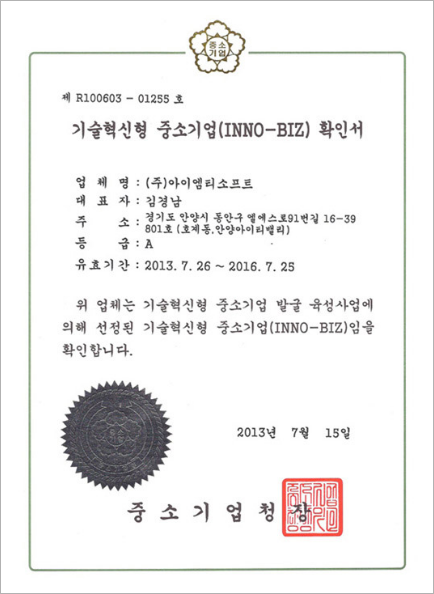 중소
기업
제 R100603 - 01255 호
기술혁신형 중소기업(INNO-BIZ) 확인서
업 체 명 : (주)아이엠티소프트
대 표 자 : 김경남
주 소 : 경기도 안양시 동안구 엘에스로91번길 16-39
801호 (호계동,안양아이티밸리)
등 급 : A
유효기간 : 2013. 7. 26 ~ 2016. 7. 25
위 업체는 기술혁신형 중소기업 발굴 육성사업에
의해 선정된 기술혁신형 중소기업(INNO-BIZ)임을
확인합니다.
2013년 7월 15일
중 소 기 업 청 장